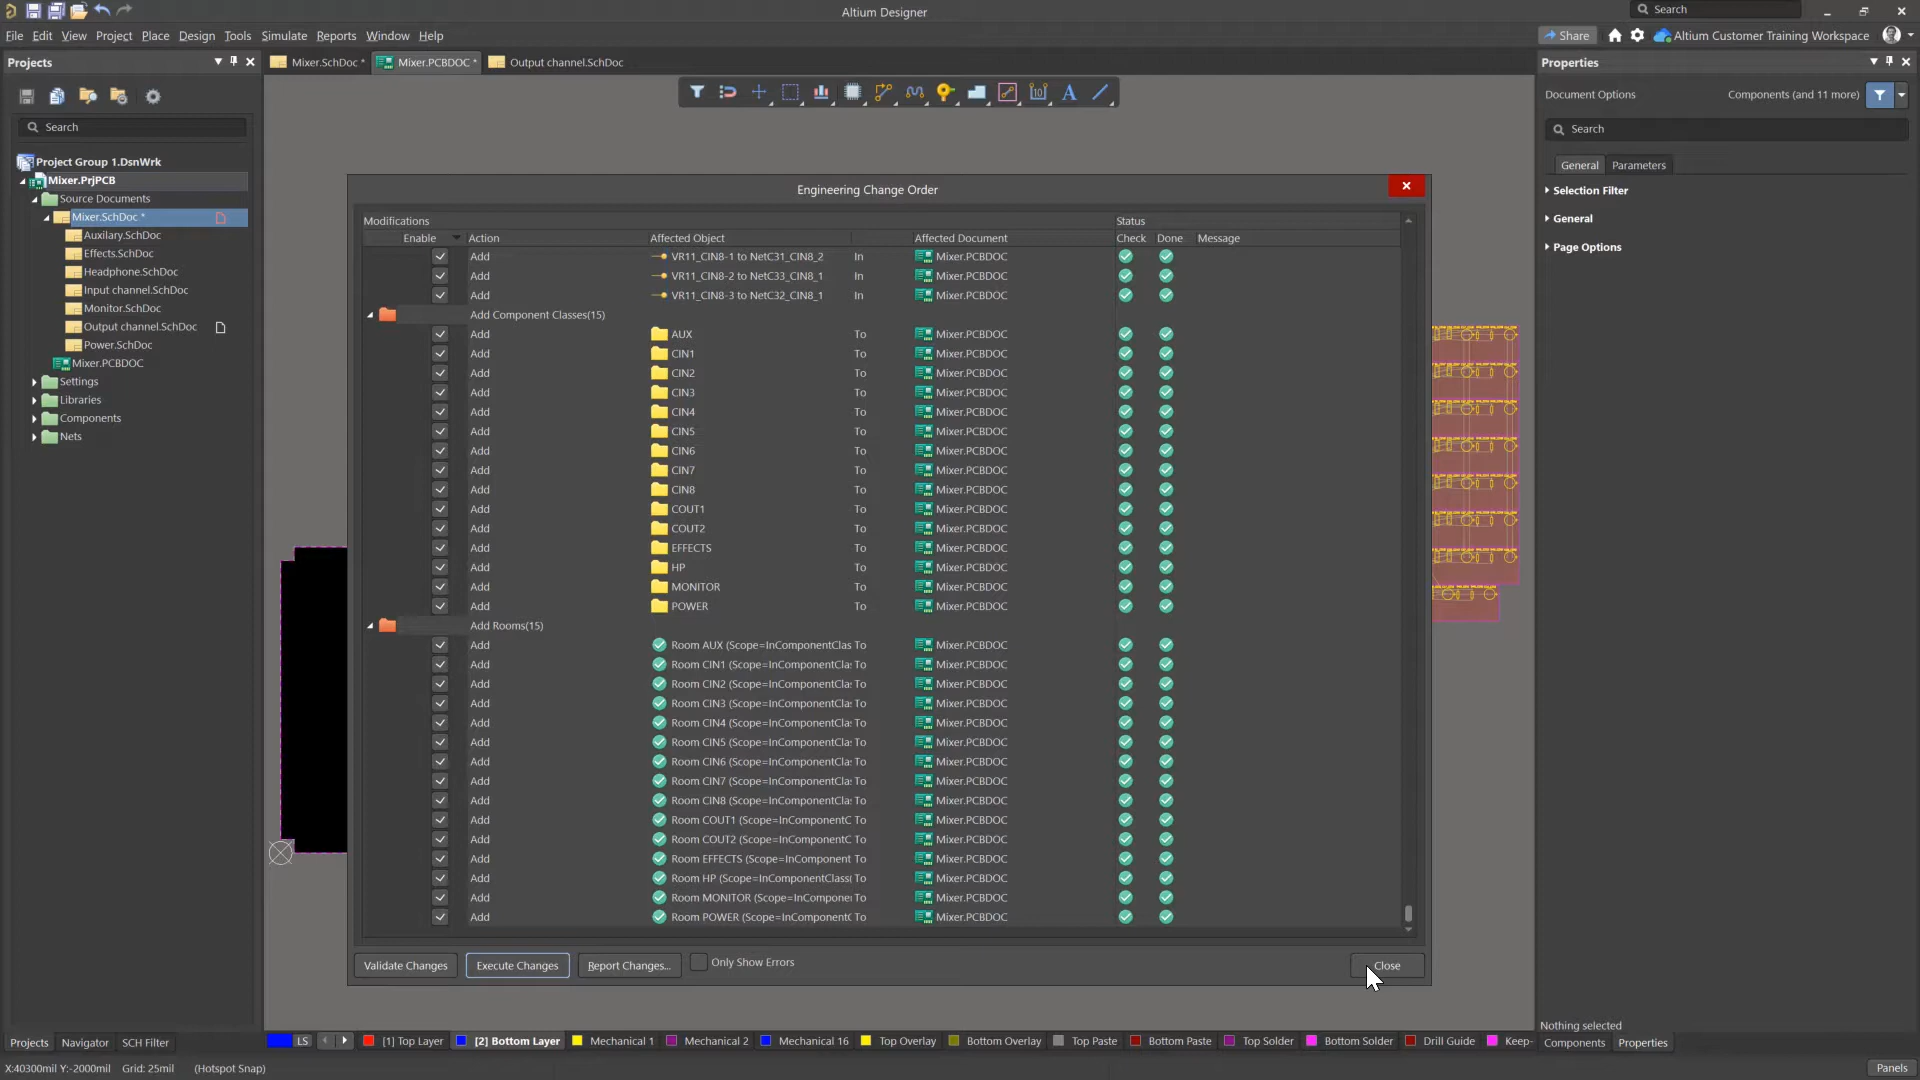 Altium Designer
Search
File Edit View Project Place Design Tools Simulate Reports Window Help
Share
Altium Customer Training Workspace
Projects
Mixer.SchDoc *
Mixer.PCBDOC *
Output channel.SchDoc
Properties
Document Options
Components (and 11 more)
Search
Search
General
Parameters
Selection Filter
General
Page Options
Project Group 1.DsnWrk
Mixer.PrjPCB
Source Documents
Mixer.SchDoc *
Auxilary.SchDoc
Effects.SchDoc
Headphone.SchDoc
Input channel.SchDoc
Monitor.SchDoc
Output channel.SchDoc
Power.SchDoc
Mixer.PCBDOC
Settings
Libraries
Components
Nets
Engineering Change Order
Modifications Status
Enable Action Affected Object Affected Document Check Done Message
Add VR11_CIN8-1 to NetC31_CIN8_2 In Mixer.PCBDOC
Add VR11_CIN8-2 to NetC33_CIN8_1 In Mixer.PCBDOC
Add VR11_CIN8-3 to NetC32_CIN8_1 In Mixer.PCBDOC
Add Component Classes(15)
Add AUX To Mixer.PCBDOC
Add CIN1 To Mixer.PCBDOC
Add CIN2 To Mixer.PCBDOC
Add CIN3 To Mixer.PCBDOC
Add CIN4 To Mixer.PCBDOC
Add CIN5 To Mixer.PCBDOC
Add CIN6 To Mixer.PCBDOC
Add CIN7 To Mixer.PCBDOC
Add CIN8 To Mixer.PCBDOC
Add COUT1 To Mixer.PCBDOC
Add COUT2 To Mixer.PCBDOC
Add EFFECTS To Mixer.PCBDOC
Add HP To Mixer.PCBDOC
Add MONITOR To Mixer.PCBDOC
Add POWER To Mixer.PCBDOC
Add Rooms(15)
Add Room AUX (Scope=InComponentClas To Mixer.PCBDOC
Add Room CIN1 (Scope=InComponentCla To Mixer.PCBDOC
Add Room CIN2 (Scope=InComponentCla To Mixer.PCBDOC
Add Room CIN3 (Scope=InComponentCla To Mixer.PCBDOC
Add Room CIN4 (Scope=InComponentCla To Mixer.PCBDOC
Add Room CIN5 (Scope=InComponentCla To Mixer.PCBDOC
Add Room CIN6 (Scope=InComponentCla To Mixer.PCBDOC
Add Room CIN7 (Scope=InComponentCla To Mixer.PCBDOC
Add Room CIN8 (Scope=InComponentCla To Mixer.PCBDOC
Add Room COUT1 (Scope=InComponentC To Mixer.PCBDOC
Add Room COUT2 (Scope=InComponentC To Mixer.PCBDOC
Add Room EFFECTS (Scope=InComponent To Mixer.PCBDOC
Add Room HP (Scope=InComponentClass( To Mixer.PCBDOC
Add Room MONITOR (Scope=InCompone To Mixer.PCBDOC
Add Room POWER (Scope=InComponentC To Mixer.PCBDOC
Validate Changes
Execute Changes
Report Changes...
Only Show Errors
Close
Nothing selected
Projects Navigator SCH Filter
LS
[1] Top Layer [2] Bottom Layer Mechanical 1 Mechanical 2 Mechanical 16 Top Overlay Bottom Overlay Top Paste Bottom Paste Top Solder Bottom Solder Drill Guide Keep-
Components Properties
X:40300mil Y:-2000mil Grid: 25mil (Hotspot Snap)
Panels